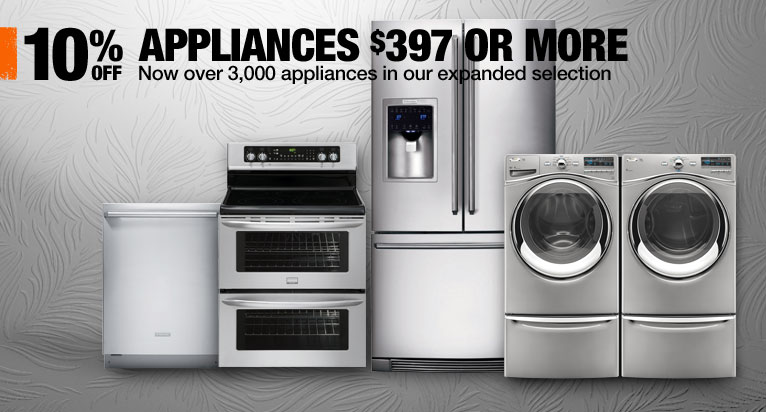 10% OFF APPLIANCES $397 OR MORE
Now over 3,000 appliances in our expanded selection